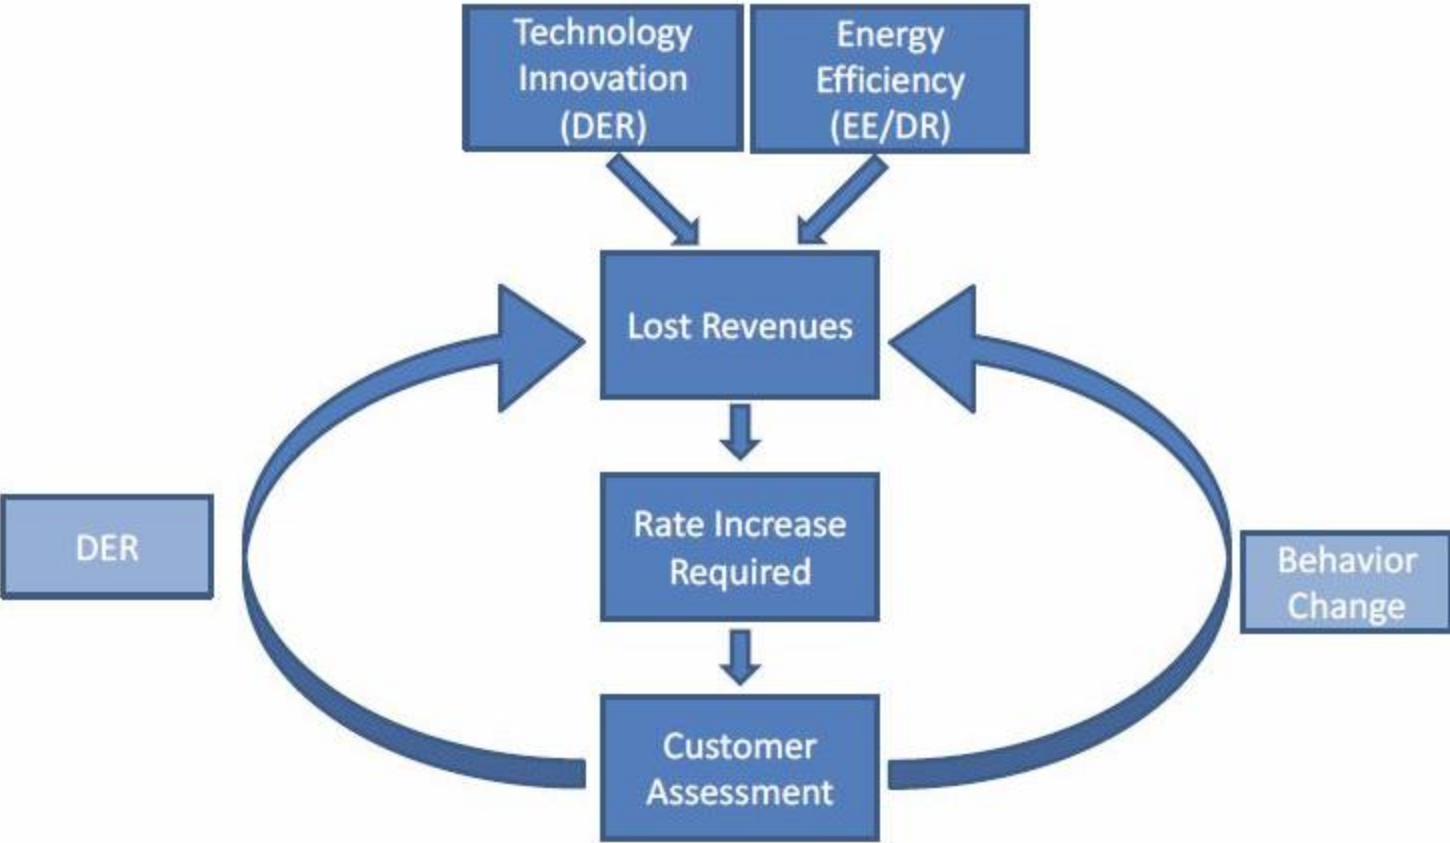 Technology
Innovation
(DER)
Energy
Efficiency
(EE/DR)
Lost Revenues
Rate Increase
Required
DER
Behavior
Change
Customer
Assessment